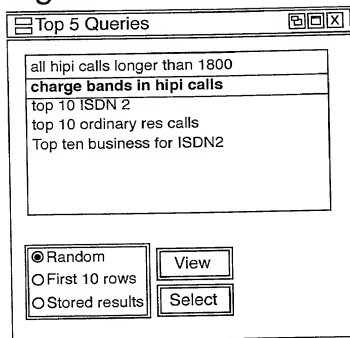 Top 5 Queries
all hipi calls longer than 1800
charge bands in hipi calls
top 10 ISDN 2
top 10 ordinary res calls
Top ten business for ISDN2
Random
First 10 rows
Stored results
View
Select